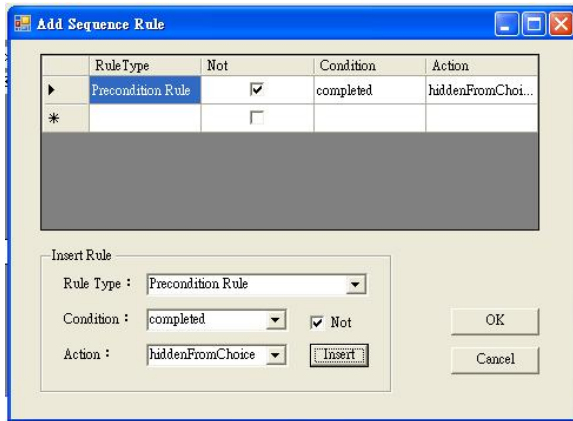 Add Sequence Rule
RuleType Not Condition Action
Precondition Rule completed hiddenFromChoi...
Insert Rule
Rule Type： Precondition Rule
Condition： completed Not OK
Action： hiddenFromChoice Insert Cancel